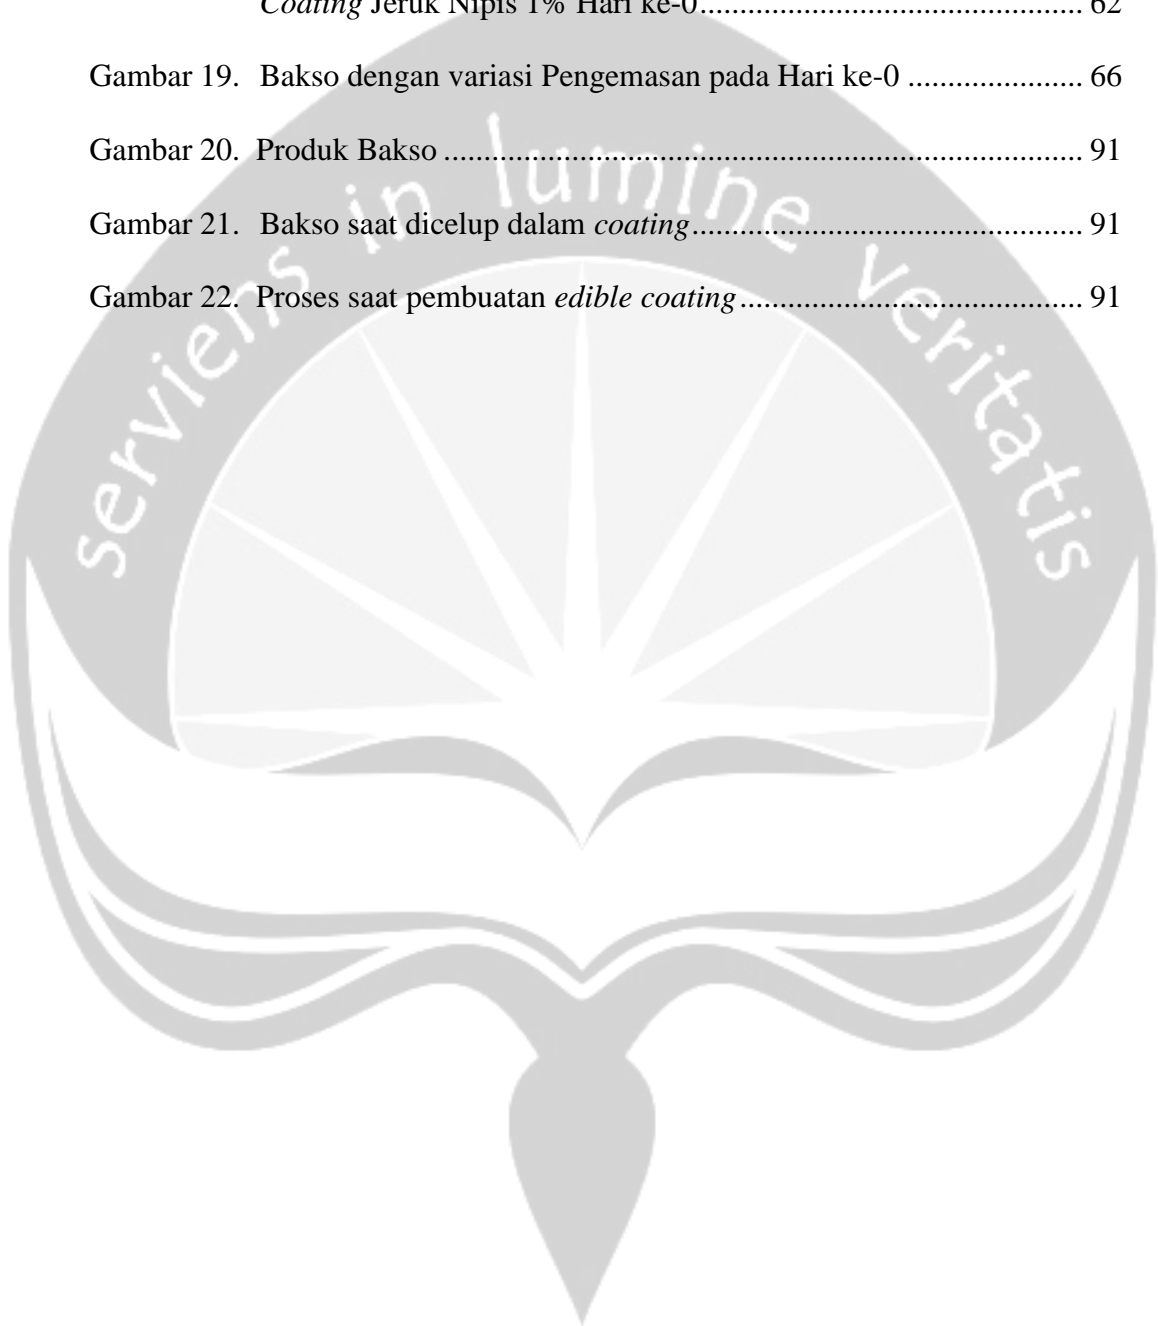 Coating Jeruk Nipis 1% Hari ke-0................................................ 62
Gambar 19. Bakso dengan variasi Pengemasan pada Hari ke-0 ...................... 66
Gambar 20. Produk Bakso ................................................................................ 91
Gambar 21. Bakso saat dicelup dalam coating................................................. 91
Gambar 22. Proses saat pembuatan edible coating........................................... 91
serviens in lumine veritatis